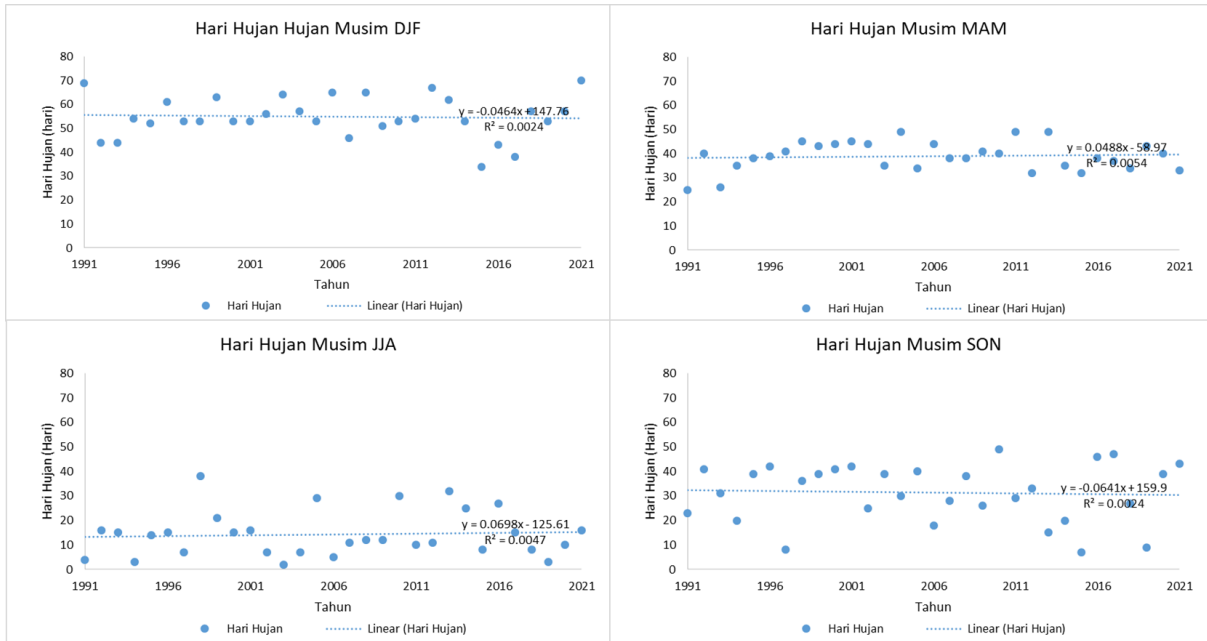 Hari Hujan Hujan Musim DJF
Hari Hujan (hari)
80
70
60
50
40
30
20
10
0
y = -0.0464x + 147.76
R² = 0.0024
1991 1996 2001 2006 2011 2016 2021
Tahun
Hari Hujan Linear (Hari Hujan)
Hari Hujan Musim MAM
Hari Hujan (Hari)
80
70
60
50
40
30
20
10
0
y = 0.0488x - 58.97
R² = 0.0054
1991 1996 2001 2006 2011 2016 2021
Tahun
Hari Hujan Linear (Hari Hujan)
Hari Hujan Musim JJA
Hari Hujan (Hari)
80
70
60
50
40
30
20
10
0
y = 0.0698x - 125.61
R² = 0.0047
1991 1996 2001 2006 2011 2016 2021
Tahun
Hari Hujan Linear (Hari Hujan)
Hari Hujan Musim SON
Hari Hujan (Hari)
80
70
60
50
40
30
20
10
0
y = -0.0641x + 159.9
R² = 0.0024
1991 1996 2001 2006 2011 2016 2021
Tahun
Hari Hujan Linear (Hari Hujan)